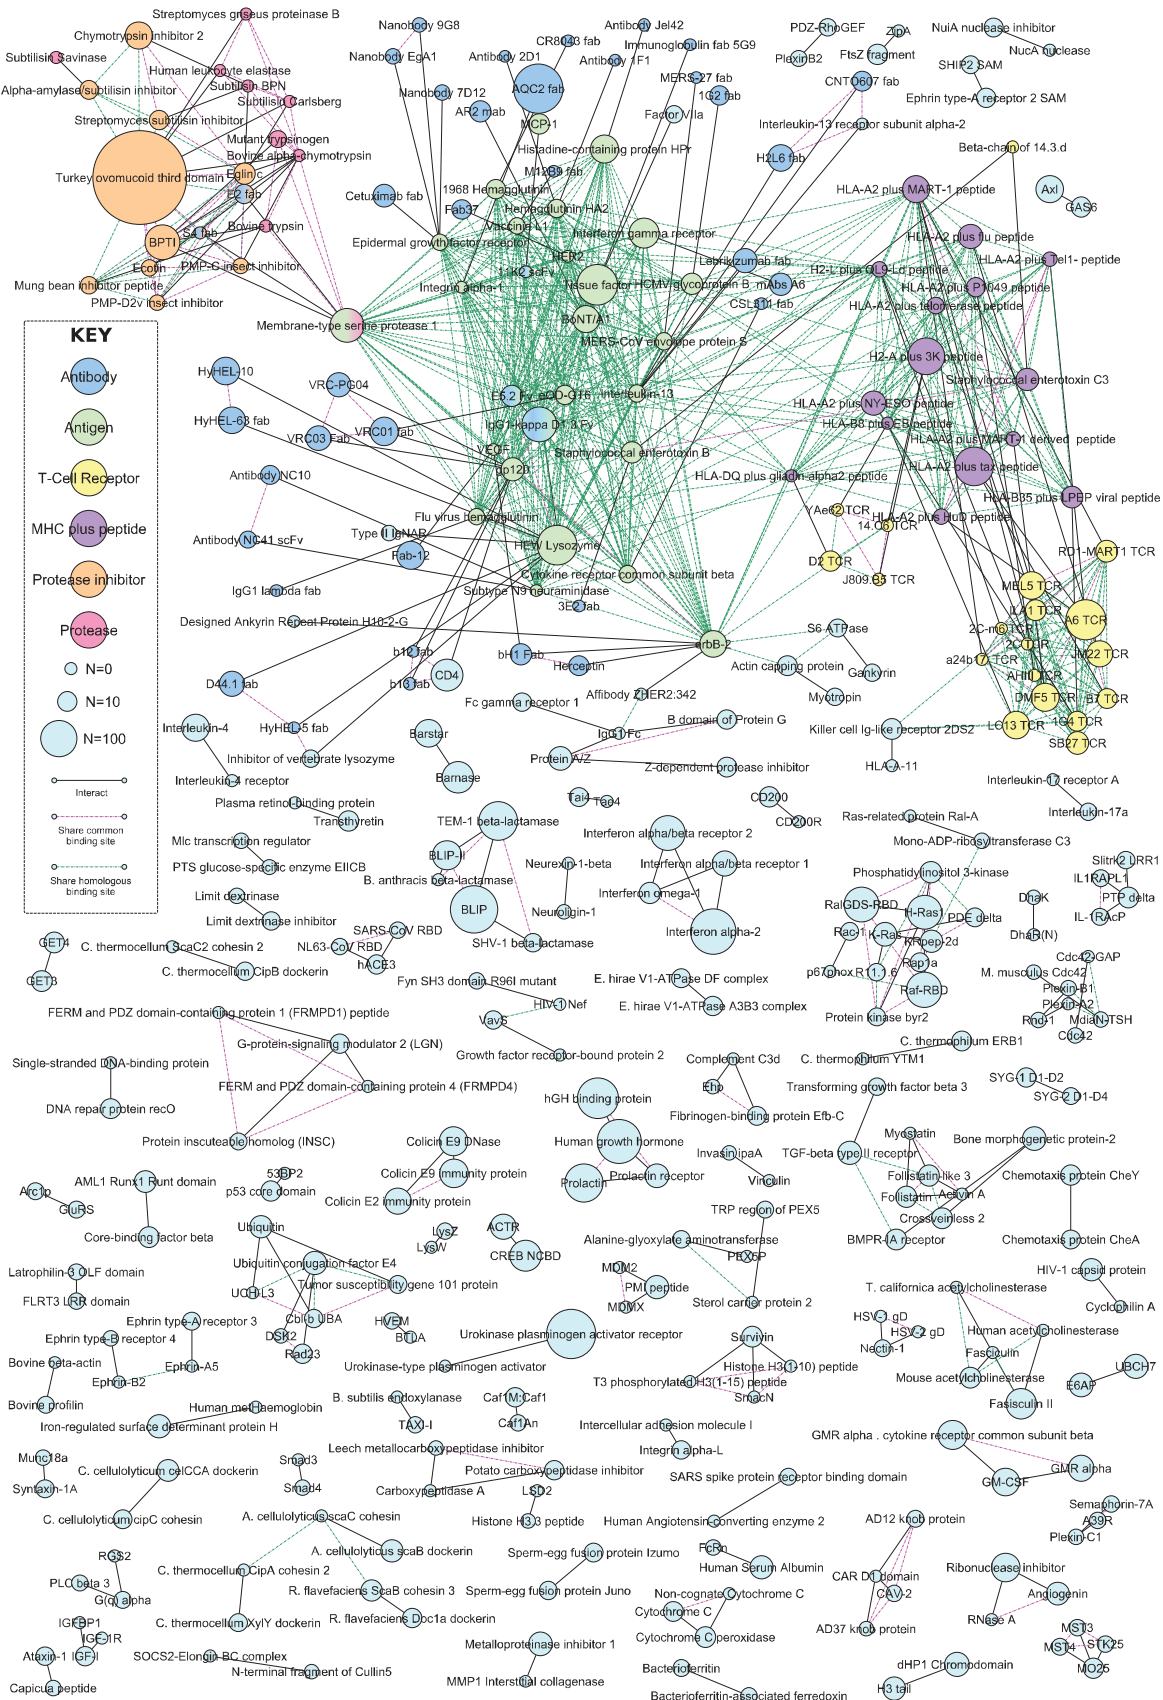 Streptomyces griseus proteinase B
Chymotrypsin inhibitor 2
Subtilisin Savinase
Human leukocyte elastase
Subtilisin BPN
Alpha-amylase/subtilisin inhibitor
Subtilisin Carlsberg
Streptomyces subtilisin inhibitor
Mutant trypsinogen
Bovine alpha-chymotrypsin
Turkey ovomucoid third domain
Eglin c
E2 fab
Bovine trypsin
S4 fab
BPTI
Ecotin
PMP-C insect inhibitor
Mung bean inhibitor peptide
PMP-D2v insect inhibitor
Membrane-type serine protease 1
Nanobody 9G8
Nanobody EgA1
Nanobody 7D12
Antibody 2D1
CR8043 fab
Antibody Jel42
Immunoglobulin fab 5G9
Antibody 1F1
MERS-27 fab
1G2 fab
AQC2 fab
AR2 mab
MCP-1
Factor VIIa
Histidine-containing protein HPr
M12B9 fab
1968 Hemagglutinin
Cetuximab fab
Fab37
Hemagglutinin HA2
Vaccinia L1
Epidermal growth factor receptor
Interferon gamma receptor
HER2
11K2 scFv
Integrin alpha-1
Tissue factor
HCMV glycoprotein B
Lebrikizumab fab
mAbs A6
CSL311 fab
BoNT/A1
MERS-CoV envelope protein S
PDZ-RhoGEF
PlexinB2
ZipA
FtsZ fragment
NuiA nuclease inhibitor
NucA nuclease
SHIP2 SAM
Ephrin type-A receptor 2 SAM
CNTO607 fab
Interleukin-13 receptor subunit alpha-2
H2L6 fab
Beta-chain of 14.3.d
Axl
GAS6
HLA-A2 plus MART-1 peptide
HLA-A2 plus flu peptide
HLA-A2 plus Tel1- peptide
H2-L plus QL9-Ld peptide
HLA-A2 plus P1049 peptide
HLA-A2 plus telomerase peptide
H2-A plus 3K peptide
Staphylococcal enterotoxin C3
HLA-A2 plus NY-ESO peptide
HLA-B8 plus EB peptide
HLA-A2 plus MART-1 derived peptide
HLA-A2 plus tax peptide
HLA-DQ plus gliadin-alpha2 peptide
HLA-B35 plus LPEP viral peptide
HLA-A2 plus HuD peptide
KEY
Antibody
Antigen
T-Cell Receptor
MHC plus peptide
Protease inhibitor
Protease
N=0
N=10
N=100
Interact
Share common
binding site
Share homologous
binding site
HyHEL-10
HyHEL-63 fab
VRC-PG04
VRC03 Fab
VRC01 fab
E5.2 Fv
eOD-GT6
Interleukin-13
IgG1-kappa D1.3 Fv
VEGF
gp120
Staphylococcal enterotoxin B
Antibody NC10
Antibody NC41 scFv
Flu virus hemagglutinin
Type II IgNAR
Fab-12
HEW Lysozyme
Cytokine receptor common subunit beta
Subtype N9 neuraminidase
3E2 fab
IgG1 lambda fab
Designed Ankyrin Repeat Protein H10-2-G
erbB-2
b12 fab
b13 fab
CD4
bH1 Fab
Herceptin
D44.1 fab
HyHEL-5 fab
Inhibitor of vertebrate lysozyme
YAe62 TCR
14.C6 TCR
D2 TCR
J809.B5 TCR
RD1-MART1 TCR
MEL5 TCR
ILA1 TCR
A6 TCR
2C-m6 TCR
2C TCR
JM22 TCR
a24b17 TCR
AHIII TCR
DMF5 TCR
B7 TCR
LC13 TCR
1G4 TCR
SB27 TCR
S6 ATPase
Actin capping protein
Gankyrin
Myotropin
Killer cell Ig-like receptor 2DS2
HLA-A-11
Affibody ZHER2:342
Fc gamma receptor 1
IgG1 Fc
B domain of Protein G
Protein A/Z
Z-dependent protease inhibitor
Interleukin-4
Interleukin-4 receptor
Barstar
Barnase
Plasma retinol-binding protein
Transthyretin
Tai4
Tae4
CD200
CD200R
Interleukin-17 receptor A
Interleukin-17a
Mlc transcription regulator
PTS glucose-specific enzyme EIICB
TEM-1 beta-lactamase
BLIP-II
B. anthracis beta-lactamase
BLIP
SHV-1 beta-lactamase
Neurexin-1-beta
Neuroligin-1
Interferon alpha/beta receptor 2
Interferon alpha/beta receptor 1
Interferon omega-1
Interferon alpha-2
Ras-related protein Ral-A
Mono-ADP-ribosyltransferase C3
Phosphatidylinositol 3-kinase
RalGDS-RBD
H-Ras1
PDE delta
Rac-1
K-Ras
KRpep-2d
Rap1a
p67phox
R11.1.6
Raf-RBD
Protein kinase byr2
DhaK
DhaR(N)
Slitrk2 LRR1
IL1RAPL1
PTP delta
IL-1RAcP
Cdc42-GAP
M. musculus Cdc42
Plexin-B1
Plexin-A2
Rnd-1
MdiaN-TSH
Cdc42
Limit dextrinase
Limit dextrinase inhibitor
GET4
GET3
C. thermocellum ScaC2 cohesin 2
C. thermocellum CipB dockerin
SARS-CoV RBD
NL63-CoV RBD
hACE3
Fyn SH3 domain R96I mutant
HIV-1 Nef
VavS
Growth factor receptor-bound protein 2
E. hirae V1-ATPase DF complex
E. hirae V1-ATPase A3B3 complex
FERM and PDZ domain-containing protein 1 (FRMPD1) peptide
G-protein-signaling modulator 2 (LGN)
FERM and PDZ domain-containing protein 4 (FRMPD4)
Protein inscuteable homolog (INSC)
Single-stranded DNA-binding protein
DNA repair protein recO
C. thermophilum ERB1
C. thermophilum YTM1
Complement C3d
Ehp
Fibrinogen-binding protein Efb-C
SYG-1 D1-D2
SYG-2 D1-D4
hGH binding protein
Human growth hormone
Prolactin
Prolactin receptor
Transforming growth factor beta 3
TGF-beta type II receptor
Myostatin
Bone morphogenetic protein-2
Follistatin-like 3
Follistatin
Activin A
Crossveinless 2
BMPR-IA receptor
Invasin ipaA
Vinculin
Chemotaxis protein CheY
Chemotaxis protein CheA
Colicin E9 DNase
Colicin E9 Immunity protein
Colicin E2 immunity protein
53BP2
p53 core domain
Arc1p
GluRS
AML1 Runx1 Runt domain
Core-binding factor beta
TRP region of PEX5
Alanine-glyoxylate aminotransferase
PEX5P
Sterol carrier protein 2
Ubiquitin
Ubiquitin conjugation factor E4
UCH-L3
Tumor susceptibility gene 101 protein
Cbl-b UBA
DSK2
Rad23
LysZ
LysW
ACTR
CREB NCBD
MDM2
PMI peptide
MDMX
HIV-1 capsid protein
Cyclophilin A
Latrophilin-3 OLF domain
FLRT3 LRR domain
Ephrin type-A receptor 3
Ephrin type-B receptor 4
Ephrin-A5
Ephrin-B2
HVEM
BTLA
Urokinase plasminogen activator receptor
Urokinase-type plasminogen activator
Survivin
Histone H3(1-10) peptide
T3 phosphorylated H3(1-15) peptide
SmacN
HSV-1 gD
HSV-2 gD
Nectin-1
T. californica acetylcholinesterase
Human acetylcholinesterase
Fasciculin
Mouse acetylcholinesterase
Fasisculin II
UBCH7
E6AP
Bovine beta-actin
Bovine profilin
Human metHaemoglobin
Iron-regulated surface determinant protein H
B. subtilis endoxylanase
TAXI-I
Caf1M:Caf1
Caf1An
Intercellular adhesion molecule I
Integrin alpha-L
GMR alpha . cytokine receptor common subunit beta
GM-CSF
GMR alpha
Munc18a
Syntaxin-1A
C. cellulolyticum celCCA dockerin
C. cellulolyticum cipC cohesin
Smad3
Smad4
Leech metallocarboxypeptidase inhibitor
Potato carboxypeptidase inhibitor
Carboxypeptidase A
LSD2
Histone H3.3 peptide
SARS spike protein receptor binding domain
Human Angiotensin-converting enzyme 2
Semaphorin-7A
A39R
Plexin-C1
A. cellulolyticus scaC cohesin
A. cellulolyticus scaB dockerin
C. thermocellum CipA cohesin 2
R. flavefaciens ScaB cohesin 3
C. thermocellum XylY dockerin
R. flavefaciens Doc1a dockerin
Sperm-egg fusion protein Izumo
Sperm-egg fusion protein Juno
FcRn
Human Serum Albumin
AD12 knob protein
CAR D1 domain
CAV-2
AD37 knob protein
Ribonuclease inhibitor
Angiogenin
RNase A
RGS2
PLC beta 3
G(q) alpha
IGFBP1
IGF-1R
IGF-I
Ataxin-1
Capicua peptide
SOCS2-Elongin BC complex
N-terminal fragment of Cullin5
Metalloproteinase inhibitor 1
MMP1 Interstitial collagenase
Non-cognate Cytochrome C
Cytochrome C
Cytochrome C peroxidase
Bacterioferritin
Bacterioferritin-associated ferredoxin
dHP1 Chromodomain
H3 tail
MST3
MST4
STK25
MO25